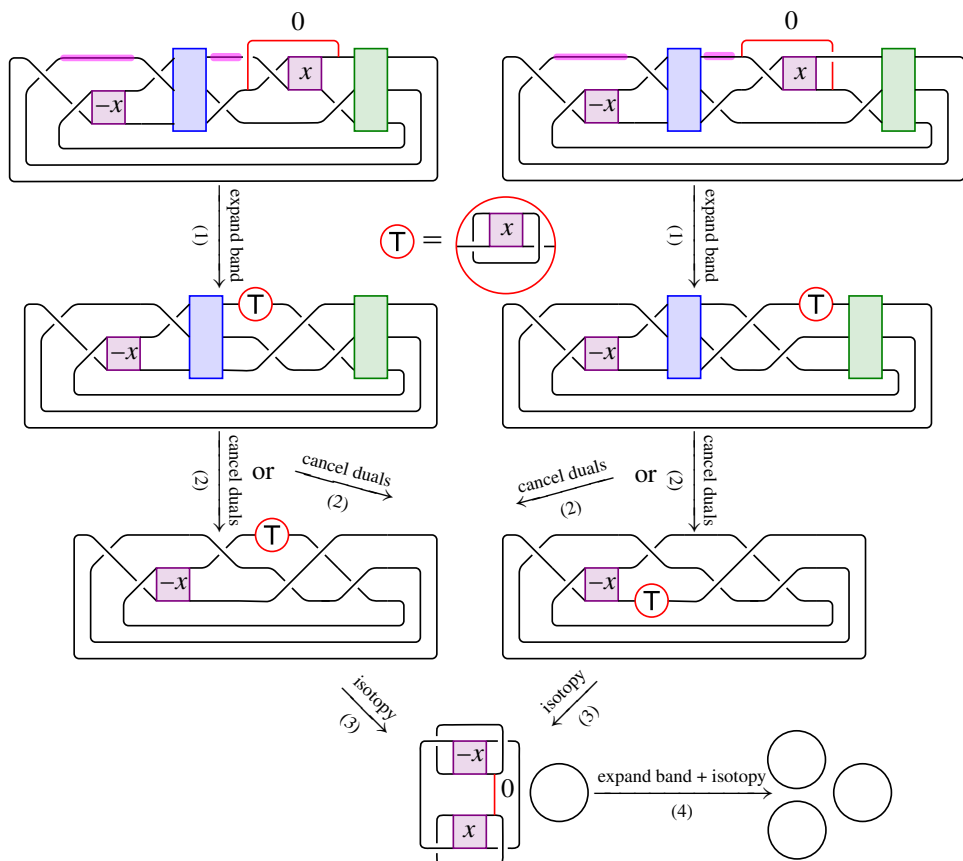 0 0
x x
−x −x
expand band (1) expand band (1)
T = x
T T
−x −x
cancel duals (2) or cancel duals (2) cancel duals (2) or cancel duals (2)
T
−x −x
T
isotopy (3) isotopy (3)
−x
0 expand band + isotopy (4)
x